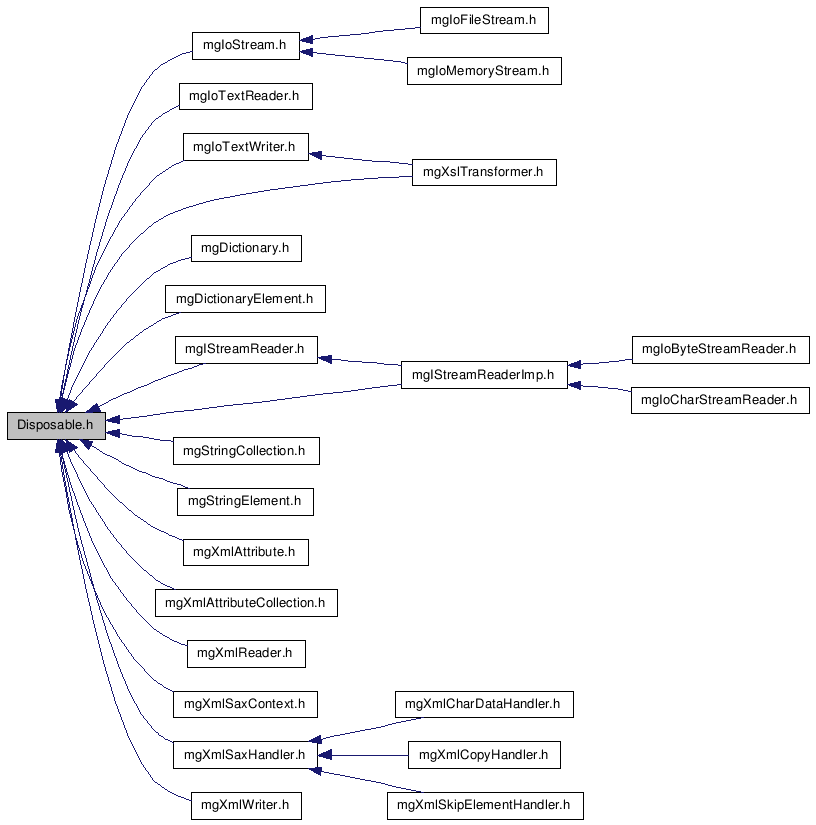 mgIoFileStream.h
mgIoStream.h
mgIoMemoryStream.h
mgIoTextReader.h
mgIoTextWriter.h
mgXslTransformer.h
mgDictionary.h
mgDictionaryElement.h
mgIStreamReader.h
mgIoByteStreamReader.h
mgIStreamReaderImp.h
mgIoCharStreamReader.h
Disposable.h
mgStringCollection.h
mgStringElement.h
mgXmlAttribute.h
mgXmlAttributeCollection.h
mgXmlReader.h
mgXmlSaxContext.h
mgXmlCharDataHandler.h
mgXmlSaxHandler.h
mgXmlCopyHandler.h
mgXmlWriter.h
mgXmlSkipElementHandler.h